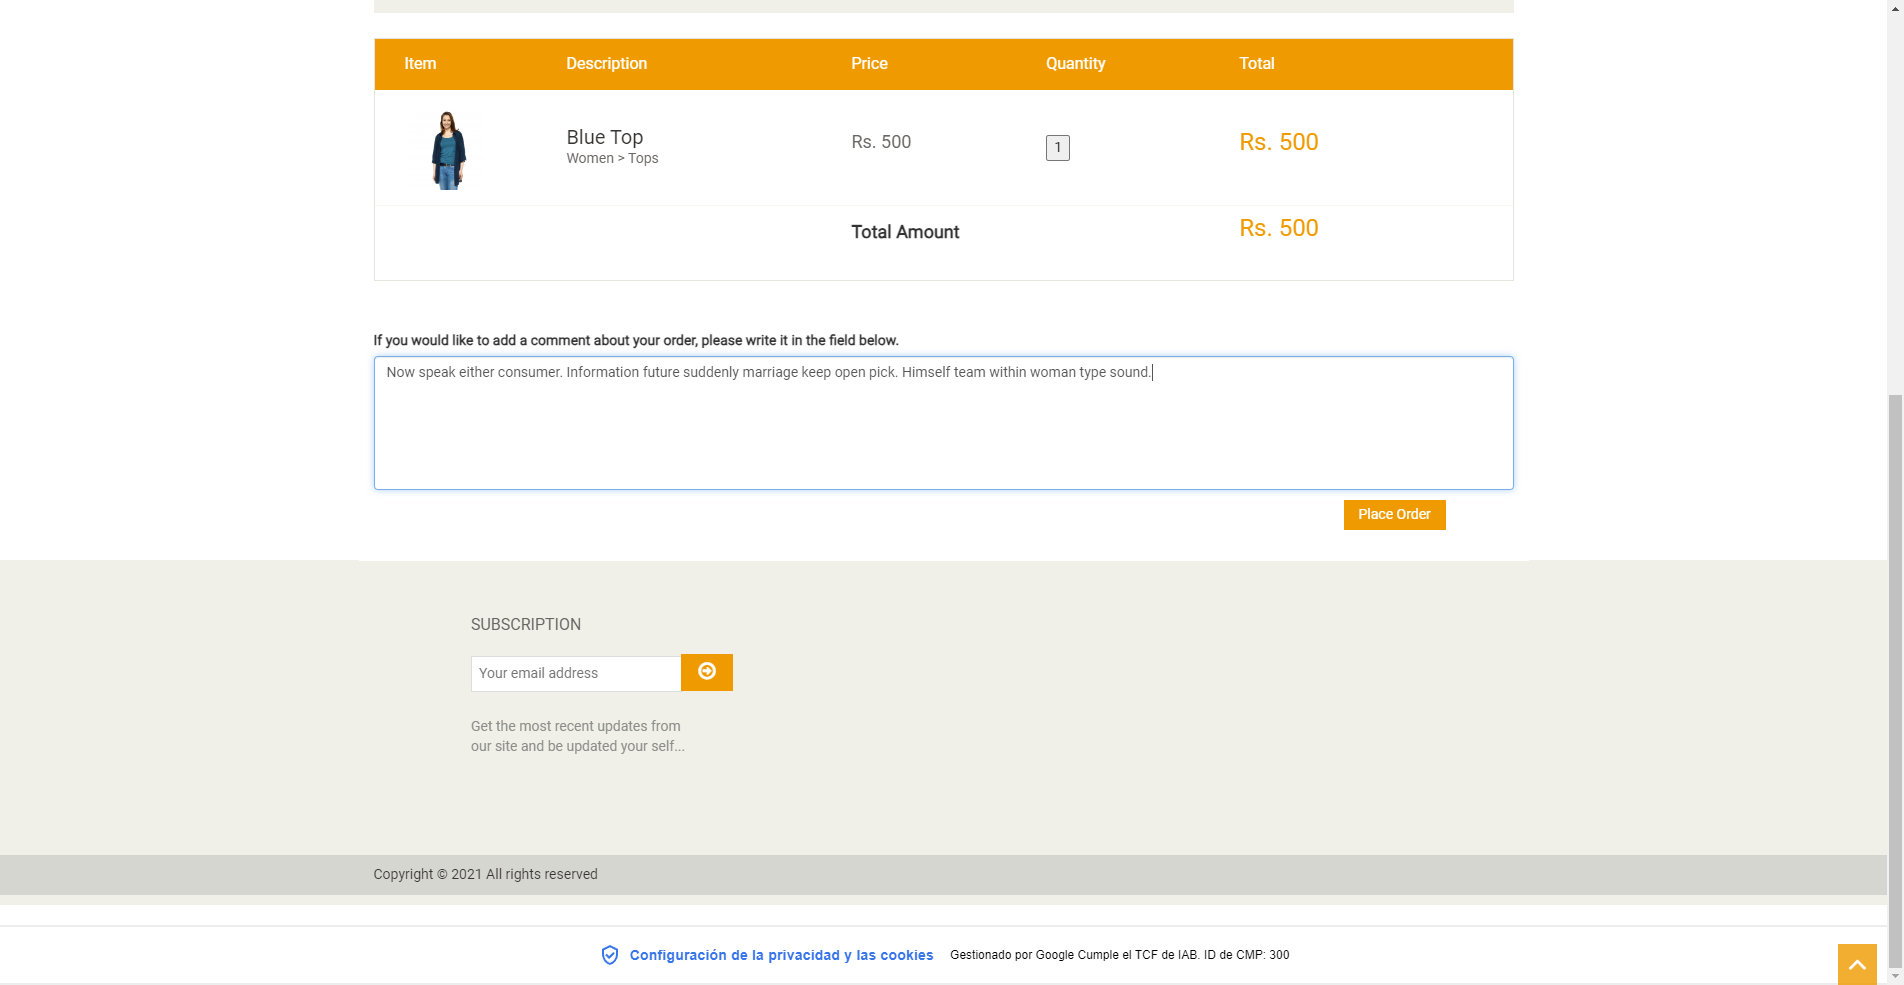 Item Description Price Quantity Total
Blue Top
Women > Tops
Rs. 500
1
Rs. 500
Total Amount Rs. 500
If you would like to add a comment about your order, please write it in the field below.
Now speak either consumer. Information future suddenly marriage keep open pick. Himself team within woman type sound.
Place Order
SUBSCRIPTION
Your email address
Get the most recent updates from
our site and be updated your self...
Copyright © 2021 All rights reserved
Configuración de la privacidad y las cookies Gestionado por Google Cumple el TCF de IAB. ID de CMP: 300